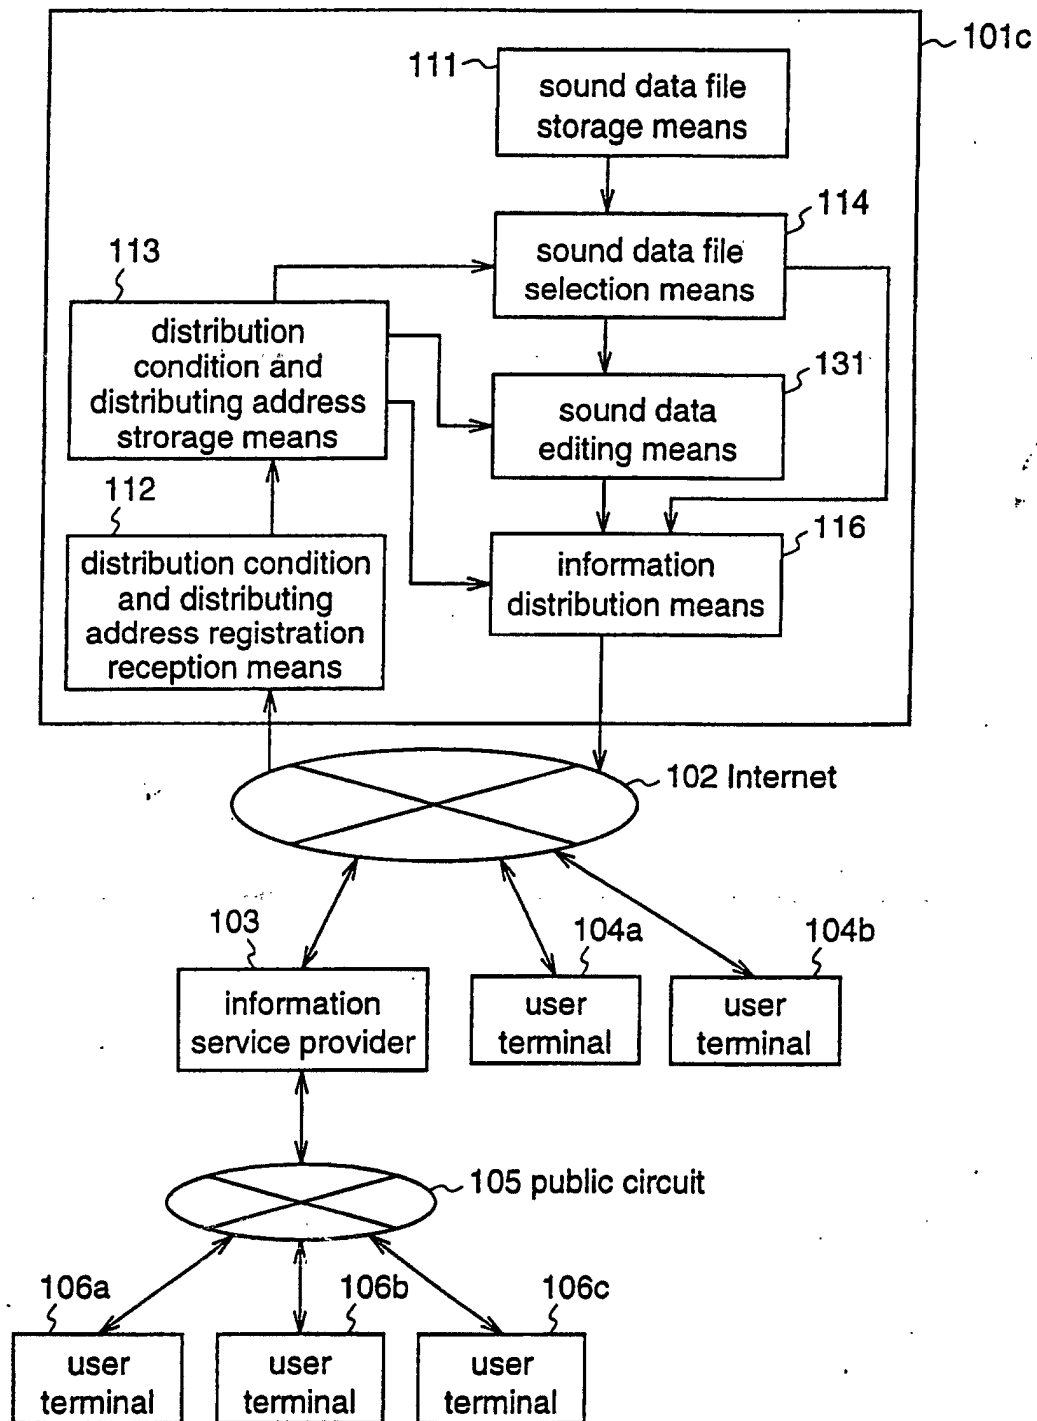 101c
111
sound data file
storage means
114
sound data file
selection means
113
distribution
condition and
distributing address
strorage means
131
sound data
editing means
112
distribution condition
and distributing
address registration
reception means
116
information
distribution means
102 Internet
103
information
service provider
104a
user
terminal
104b
user
terminal
105 public circuit
106a
user
terminal
106b
user
terminal
106c
user
terminal